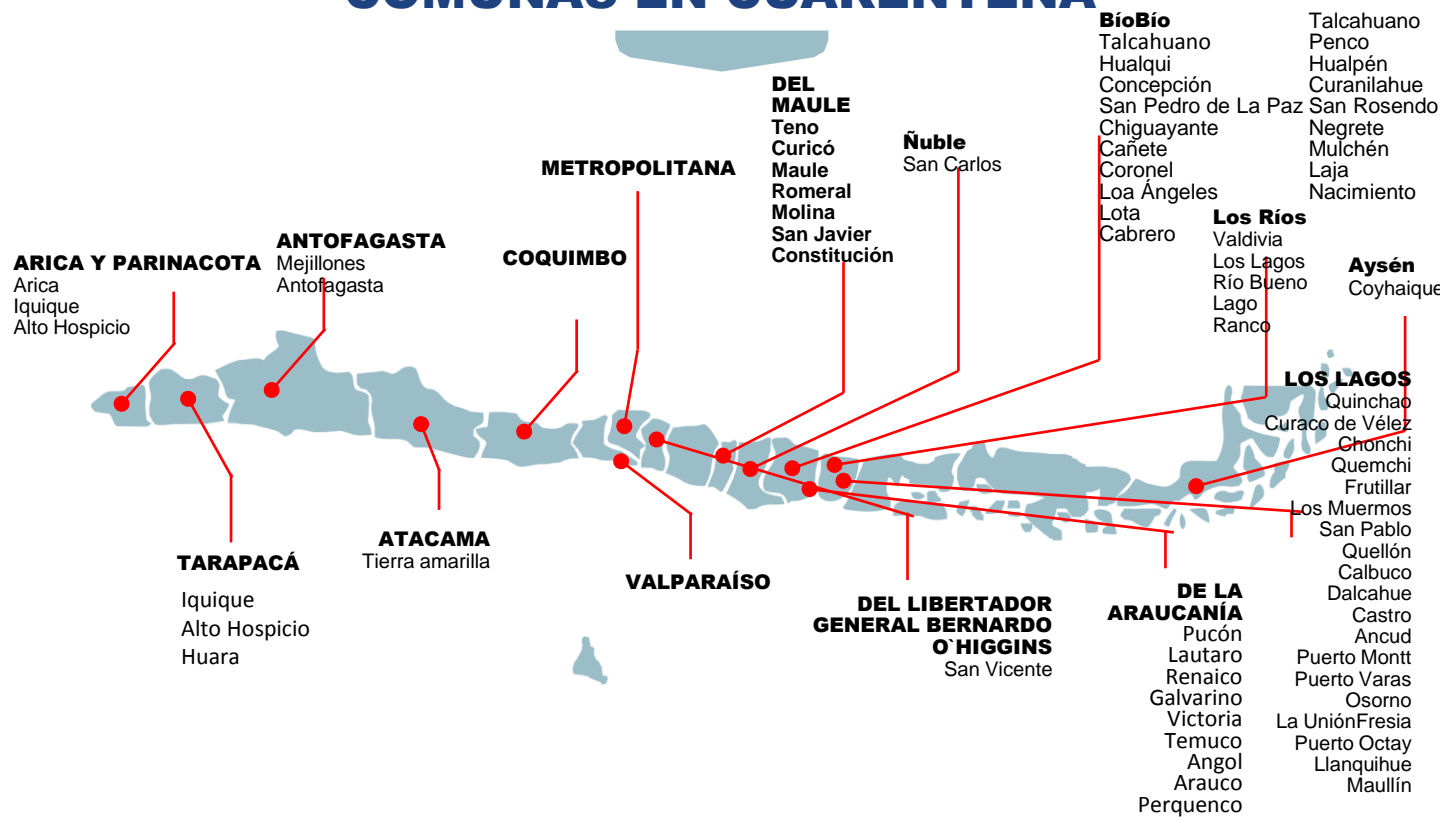 COMUNAS EN CUARENTENA
ARICA Y PARINACOTA
Arica
Iquique
Alto Hospicio
ANTOFAGASTA
Mejillones
Antofagasta
COQUIMBO
METROPOLITANA
DEL
MAULE
Teno
Curicó
Maule
Romeral
Molina
San Javier
Constitución
Ñuble
San Carlos
BíoBío
Talcahuano
Hualqui
Concepción
San Pedro de La Paz
Chiguayante
Cañete
Coronel
Loa Ángeles
Lota
Cabrero
Talcahuano
Penco
Hualpén
Curanilahue
San Rosendo
Negrete
Mulchén
Laja
Nacimiento
Los Ríos
Valdivia
Los Lagos
Río Bueno
Lago
Ranco
Aysén
Coyhaique
TARAPACÁ
Iquique
Alto Hospicio
Huara
ATACAMA
Tierra amarilla
VALPARAÍSO
DEL LIBERTADOR
GENERAL BERNARDO
O`HIGGINS
San Vicente
DE LA
ARAUCANÍA
Pucón
Lautaro
Renaico
Galvarino
Victoria
Temuco
Angol
Arauco
Perquenco
LOS LAGOS
Quinchao
Curaco de Vélez
Chonchi
Quemchi
Frutillar
Los Muermos
San Pablo
Quellón
Calbuco
Dalcahue
Castro
Ancud
Puerto Montt
Puerto Varas
Osorno
La UniónFresia
Puerto Octay
Llanquihue
Maullín